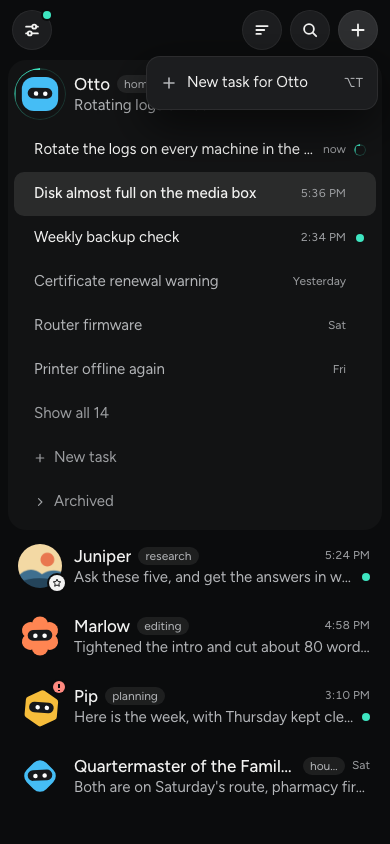 New task for Otto ⌥T
Otto
Rotating log
Rotate the logs on every machine in the ... now
Disk almost full on the media box 5:36 PM
Weekly backup check 2:34 PM
Certificate renewal warning Yesterday
Router firmware Sat
Printer offline again Fri
Show all 14
+ New task
> Archived
Juniper research 5:24 PM
Ask these five, and get the answers in w...
Marlow editing 4:58 PM
Tightened the intro and cut about 80 word...
Pip planning 3:10 PM
Here is the week, with Thursday kept cle...
Quartermaster of the Famil... hou... Sat
Both are on Saturday's route, pharmacy fir...